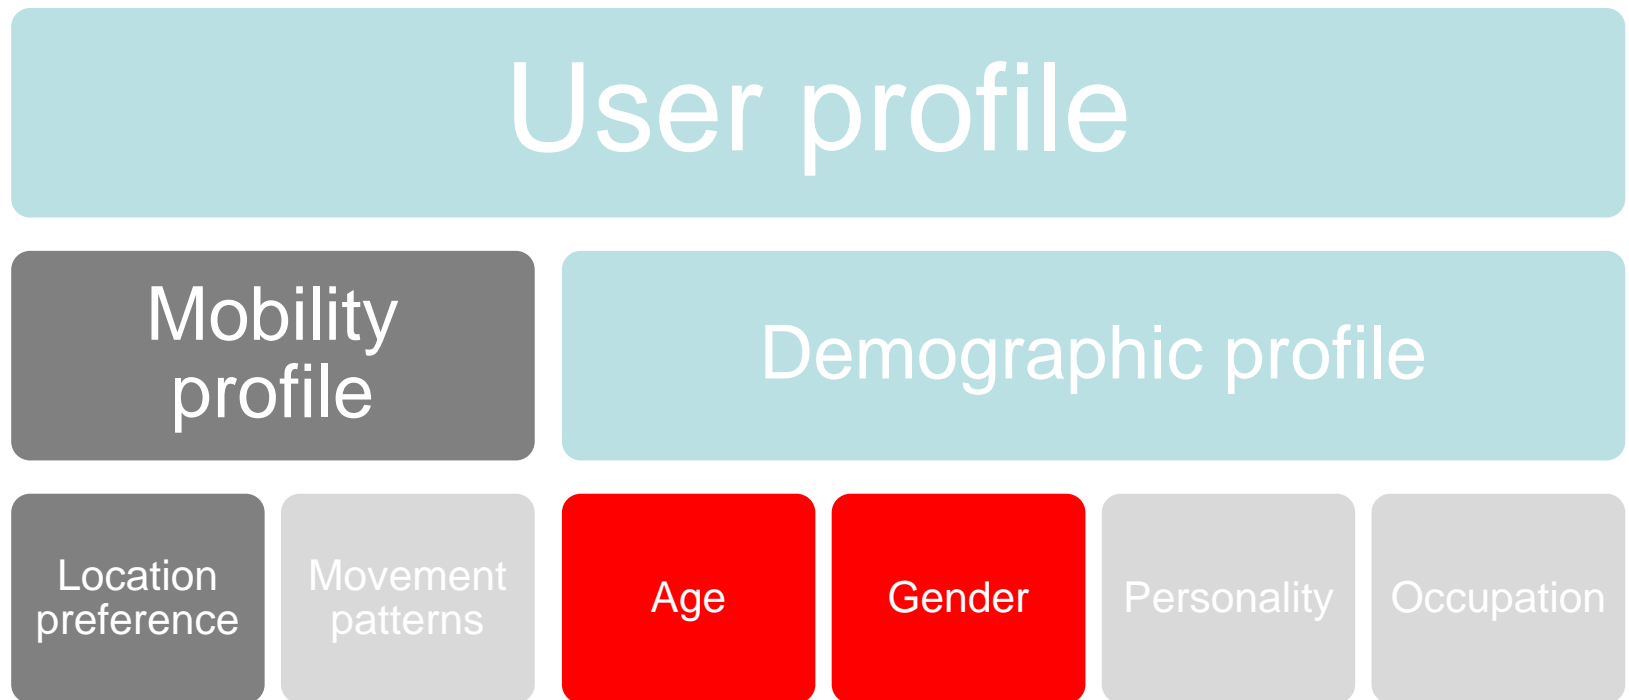 User profile
Mobility
profile
Demographic profile
Location
preference
Movement
patterns
Age
Gender
Personality
Occupation